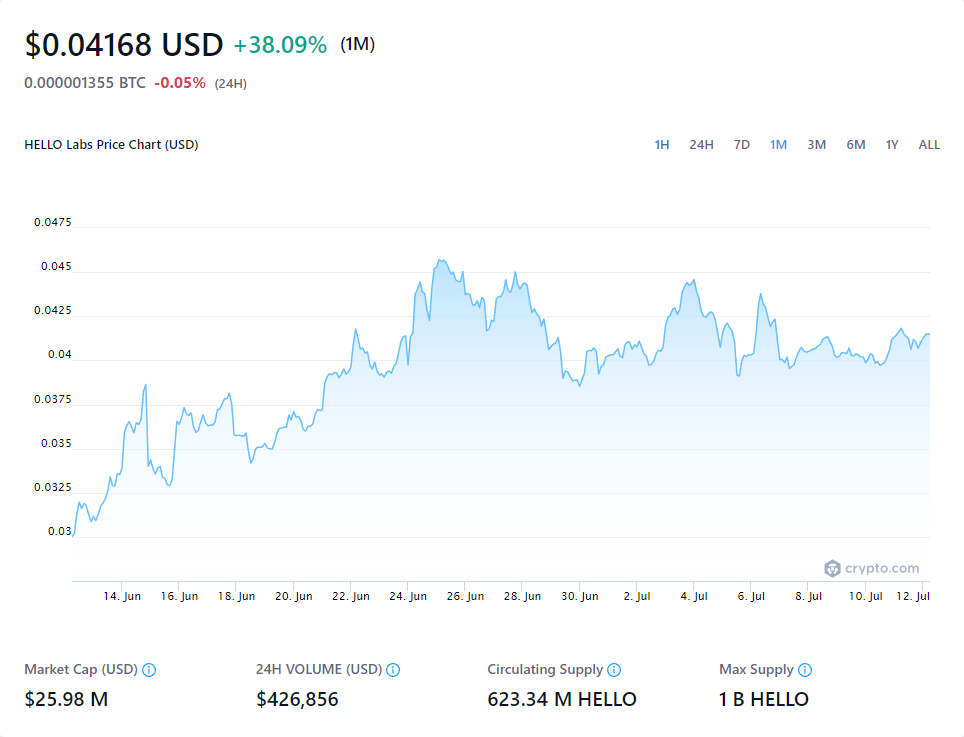 $0.04168 USD +38.09% (1M)
0.000001355 BTC -0.05% (24H)
HELLO Labs Price Chart (USD)
1H 24H 7D 1M 3M 6M 1Y ALL
0.0475
0.045
0.0425
0.04
0.0375
0.035
0.0325
0.03
crypto.com
14. Jun 16. Jun 18. Jun 20. Jun 22. Jun 24. Jun 26. Jun 28. Jun 30. Jun 2. Jul 4. Jul 6. Jul 8. Jul 10. Jul 12. Jul
Market Cap (USD) 24H VOLUME (USD) Circulating Supply Max Supply
$25.98 M $426,856 623.34 M HELLO 1 B HELLO